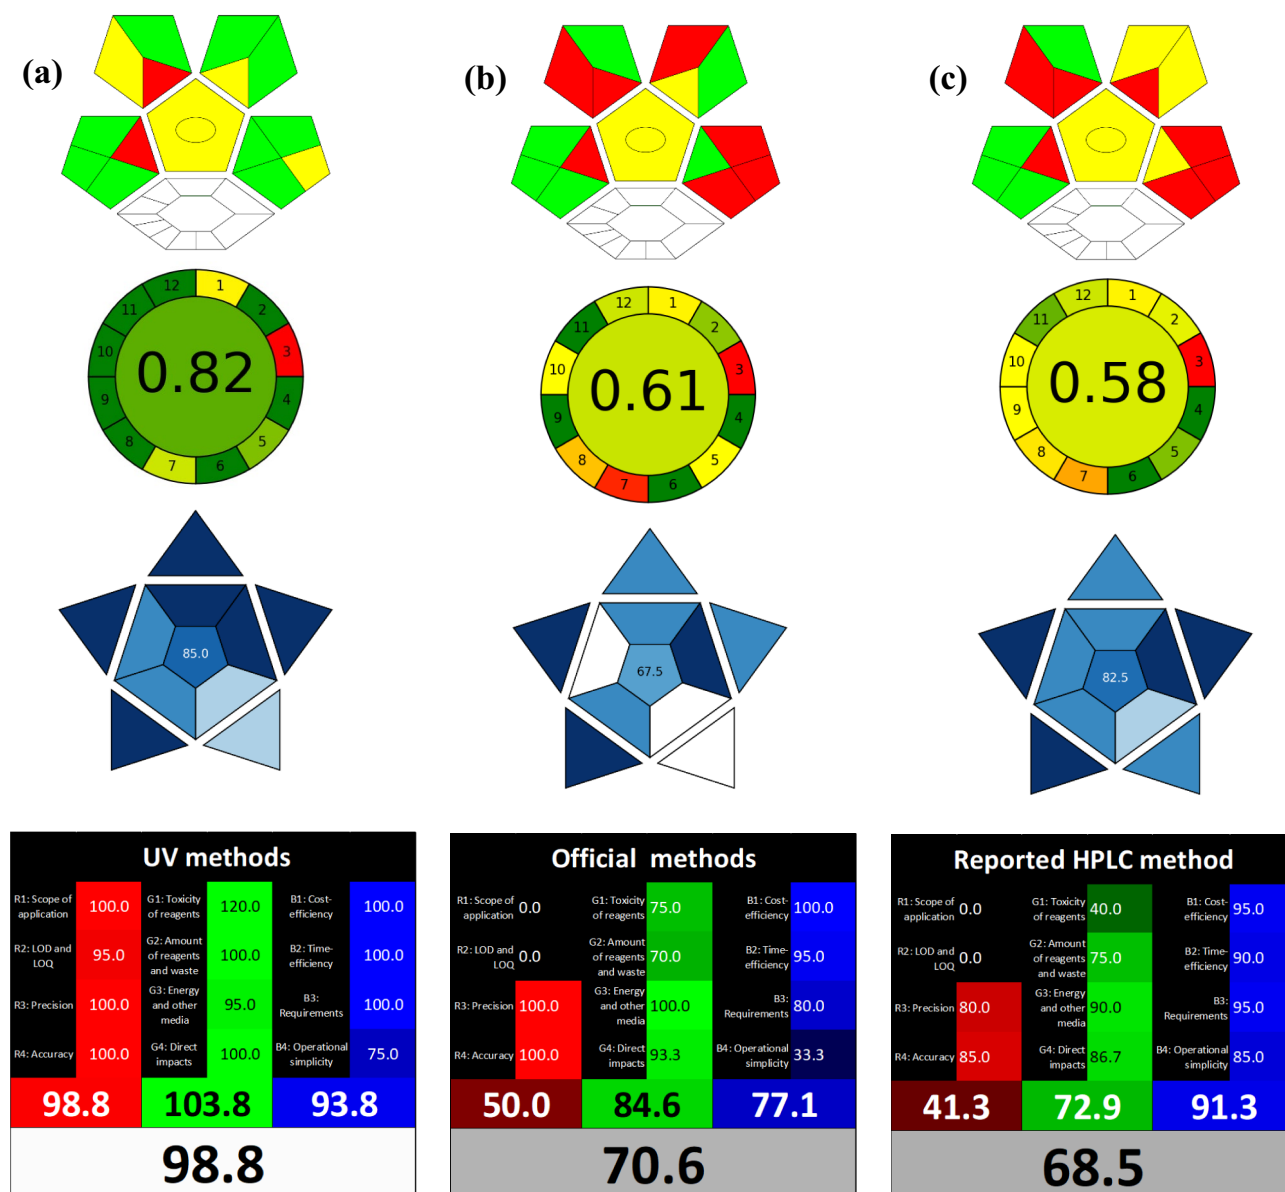 (a)
(b)
(c)
12 1
11 2
10 0.82 3
9 4
8 5
7 6
12 1
11 2
10 0.61 3
9 4
8 5
7 6
12 1
11 2
10 0.58 3
9 4
8 5
7 6
85.0
67.5
82.5
UV methods
R1: Scope of
application
100.0
G1: Toxicity
of reagents
120.0
B1: Cost-
efficiency
100.0
R2: LOD and
LOQ
95.0
G2: Amount
of reagents
and waste
100.0
B2: Time-
efficiency
100.0
R3: Precision
100.0
G3: Energy
and other
media
95.0
B3:
Requirements
100.0
R4: Accuracy
100.0
G4: Direct
impacts
100.0
B4: Operational
simplicity
75.0
98.8 103.8 93.8
98.8
Official methods
R1: Scope of
application
0.0
G1: Toxicity
of reagents
75.0
B1: Cost-
efficiency
100.0
R2: LOD and
LOQ
0.0
G2: Amount
of reagents
and waste
70.0
B2: Time-
efficiency
95.0
R3: Precision
100.0
G3: Energy
and other
media
100.0
B3:
Requirements
80.0
R4: Accuracy
100.0
G4: Direct
impacts
93.3
B4: Operational
simplicity
33.3
50.0 84.6 77.1
70.6
Reported HPLC method
R1: Scope of
application
0.0
G1: Toxicity
of reagents
40.0
B1: Cost-
efficiency
95.0
R2: LOD and
LOQ
0.0
G2: Amount
of reagents
and waste
75.0
B2: Time-
efficiency
90.0
R3: Precision
80.0
G3: Energy
and other
media
90.0
B3:
Requirements
95.0
R4: Accuracy
85.0
G4: Direct
impacts
86.7
B4: Operational
simplicity
85.0
41.3 72.9 91.3
68.5